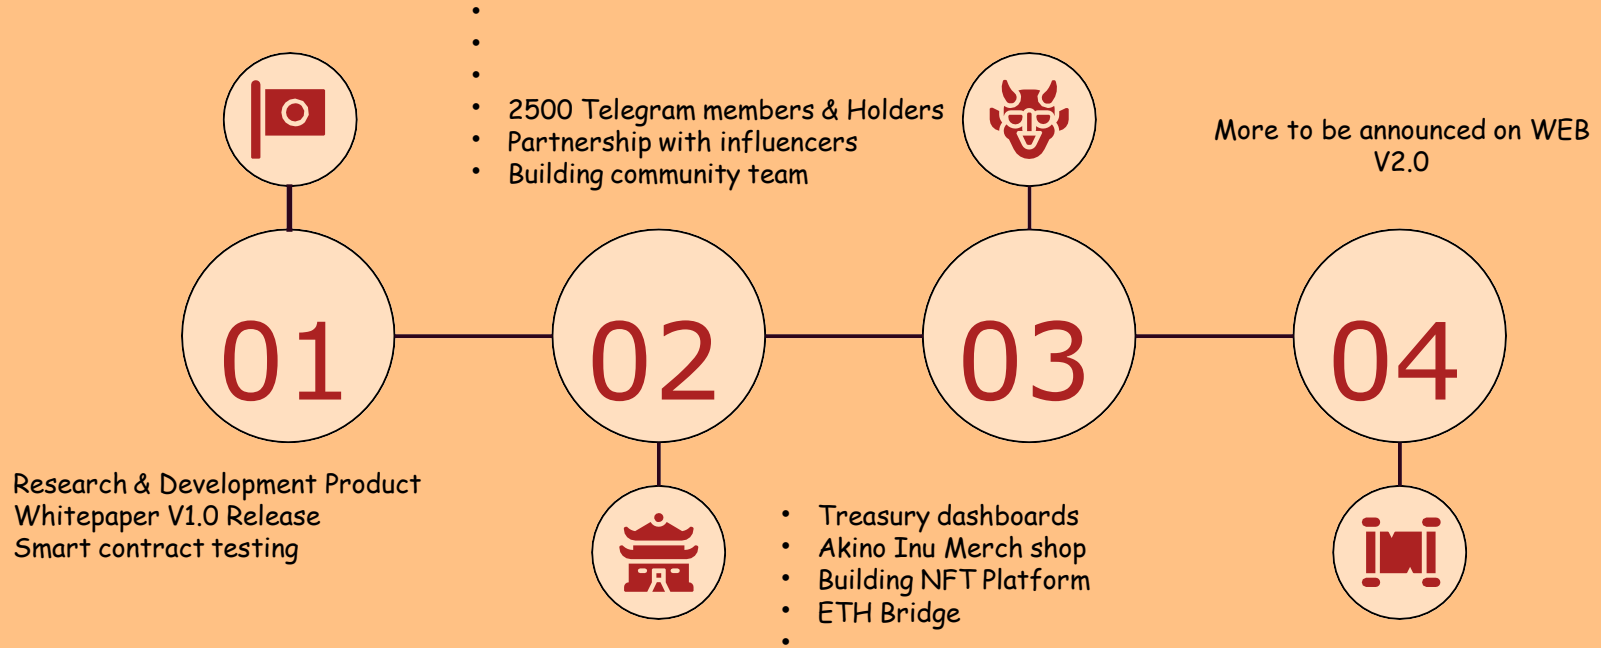 • 
• 
• 
• 2500 Telegram members & Holders
• Partnership with influencers
• Building community team
More to be announced on WEB
V2.0
01
02
03
04
Research & Development Product
Whitepaper V1.0 Release
Smart contract testing
• Treasury dashboards
• Akino Inu Merch shop
• Building NFT Platform
• ETH Bridge
•